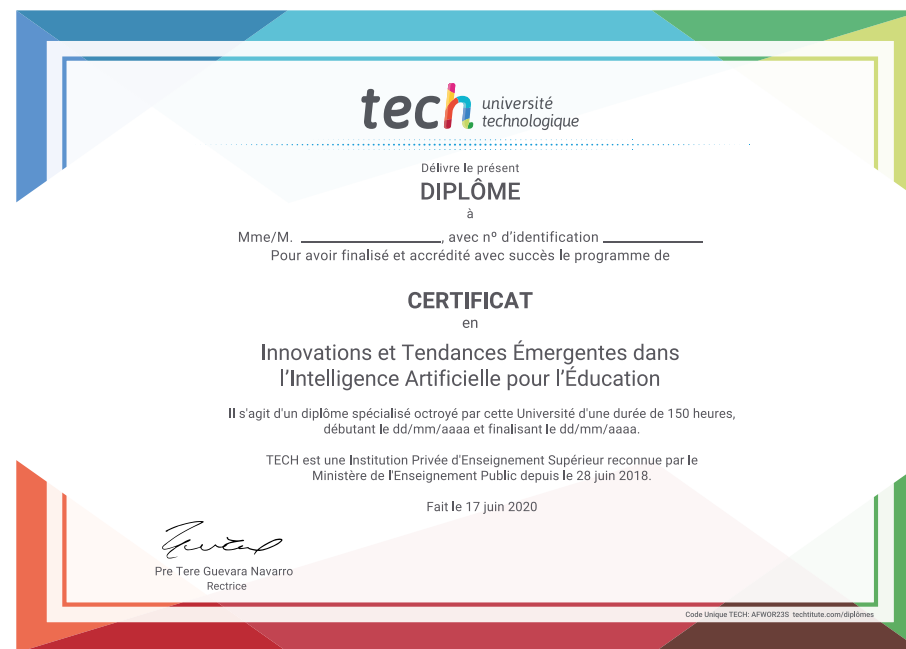 tech université
technologique
Délivre le présent
DIPLÔME
à
Mme/M. ____________________, avec nº d'identification ______________
Pour avoir finalisé et accrédité avec succès le programme de
CERTIFICAT
en
Innovations et Tendances Émergentes dans
l'Intelligence Artificielle pour l'Éducation
Il s'agit d'un diplôme spécialisé octroyé par cette Université d'une durée de 150 heures,
débutant le dd/mm/aaaa et finalisant le dd/mm/aaaa.
TECH est une Institution Privée d'Enseignement Supérieur reconnue par le
Ministère de l'Enseignement Public depuis le 28 juin 2018.
Fait le 17 juin 2020
Pre Tere Guevara Navarro
Rectrice
Code Unique TECH: AFWOR23S techtitute.com/diplômes